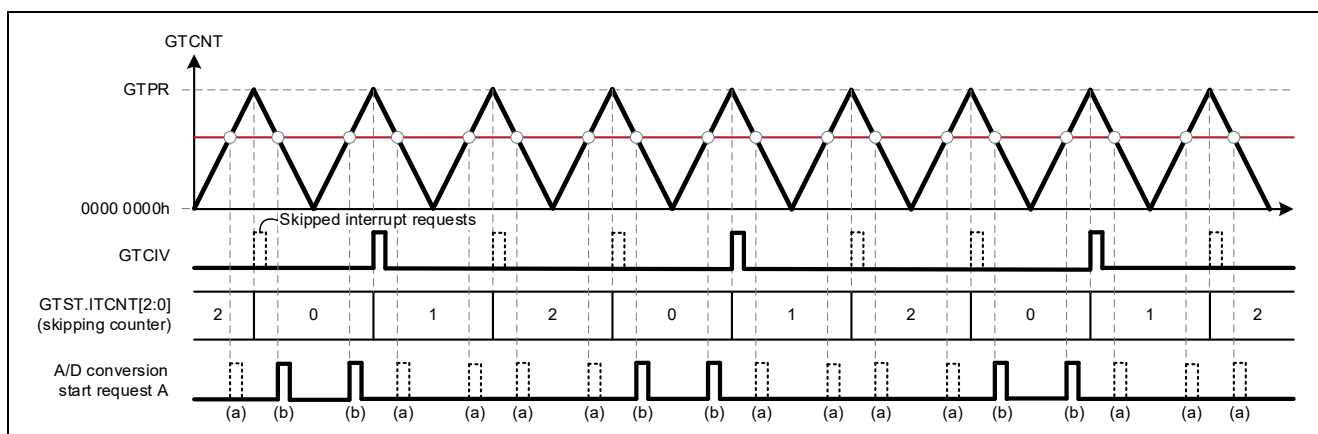 GTCNT
GTPR
0000 0000h
Skipped interrupt requests
GTCIV
GTST.ITCNT[2:0]
(skipping counter)
2 0 1 2 0 1 2 0 1 2
A/D conversion
start request A
(a) (b) (b) (a) (a) (a) (a) (b) (b) (a) (a) (a) (a) (b) (b) (a) (a) (a)